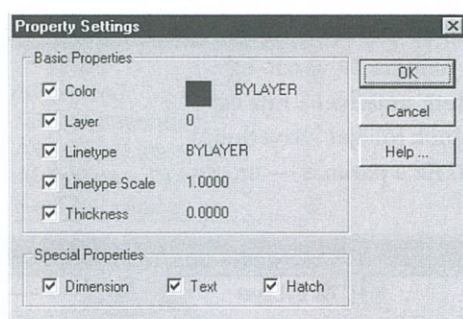 Property Settings
Basic Properties
Color BYLAYER
Layer 0
Linetype BYLAYER
Linetype Scale 1.0000
Thickness 0.0000
OK
Cancel
Help ...
Special Properties
Dimension Text Hatch